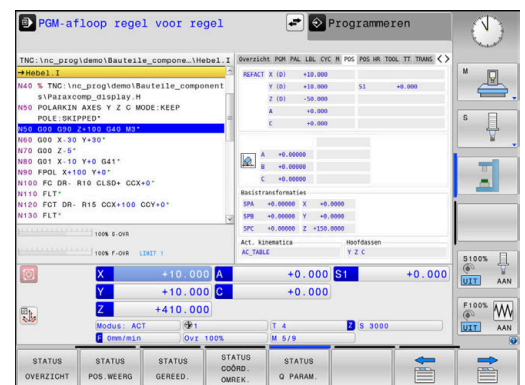 PGM-afloop regel voor regel
Programmeren
TNC:\nc_prog\demo\Bauteile_compone…\Hebel.I
→Hebel.I
N40 % TNC:\nc_prog\demo\Bauteile_component
s\Paraxcomp_display.H
N50 POLARKIN AXES Y Z C MODE:KEEP
POLE:SKIPPED*
N50 G00 G90 Z+100 G40 M3*
N60 G00 X-30 Y+30*
N70 G00 Z-5*
N80 G01 X-10 Y+0 G41*
N90 FPOL X+100 Y+0*
N100 FC DR- R10 CLSD+ CCX+0*
N110 FLT*
N120 FCT DR- R15 CCX+100 CCY+0*
N130 FLT*
100% S-OVR
100% F-OVR LIMIT 1
Overzicht PGM PAL LBL CYC M POS POS HR TOOL TT TRANS
REFACT X (D) +10.000
Y (D) +10.000 S1 +0.000
Z (D) -50.000
A +0.000
C +0.000
A +0.00000
B +0.00000
C +0.00000
Basistransformaties
SPA +0.00000 X +0.0000
SPB +0.00000 Y +0.0000
SPC +0.00000 Z +150.0000
Act. kinematica Hoofdassen
AC_TABLE Y Z C
X +10.000 A +0.000 S1 +0.000
Y +10.000 C +0.000
Z +410.000
Modus: ACT 1 T 4 Z S 3000
F 0mm/min Ovr 100% M 5/9
M
S
S100%
UIT AAN
F100%
UIT AAN
STATUS OVERZICHT
STATUS POS.WEERG
STATUS GEREED.
STATUS COÖRD. OMREK.
STATUS Q PARAM.